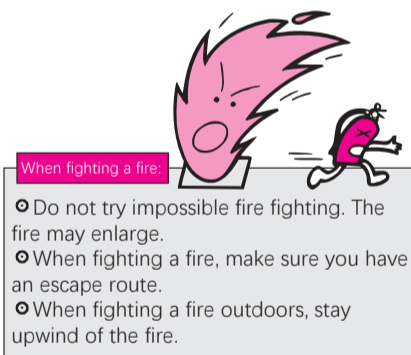 When fighting a fire:
⊙Do not try impossible fire fighting. The
fire may enlarge.
⊙When fighting a fire, make sure you have
an escape route.
⊙When fighting a fire outdoors, stay
upwind of the fire.